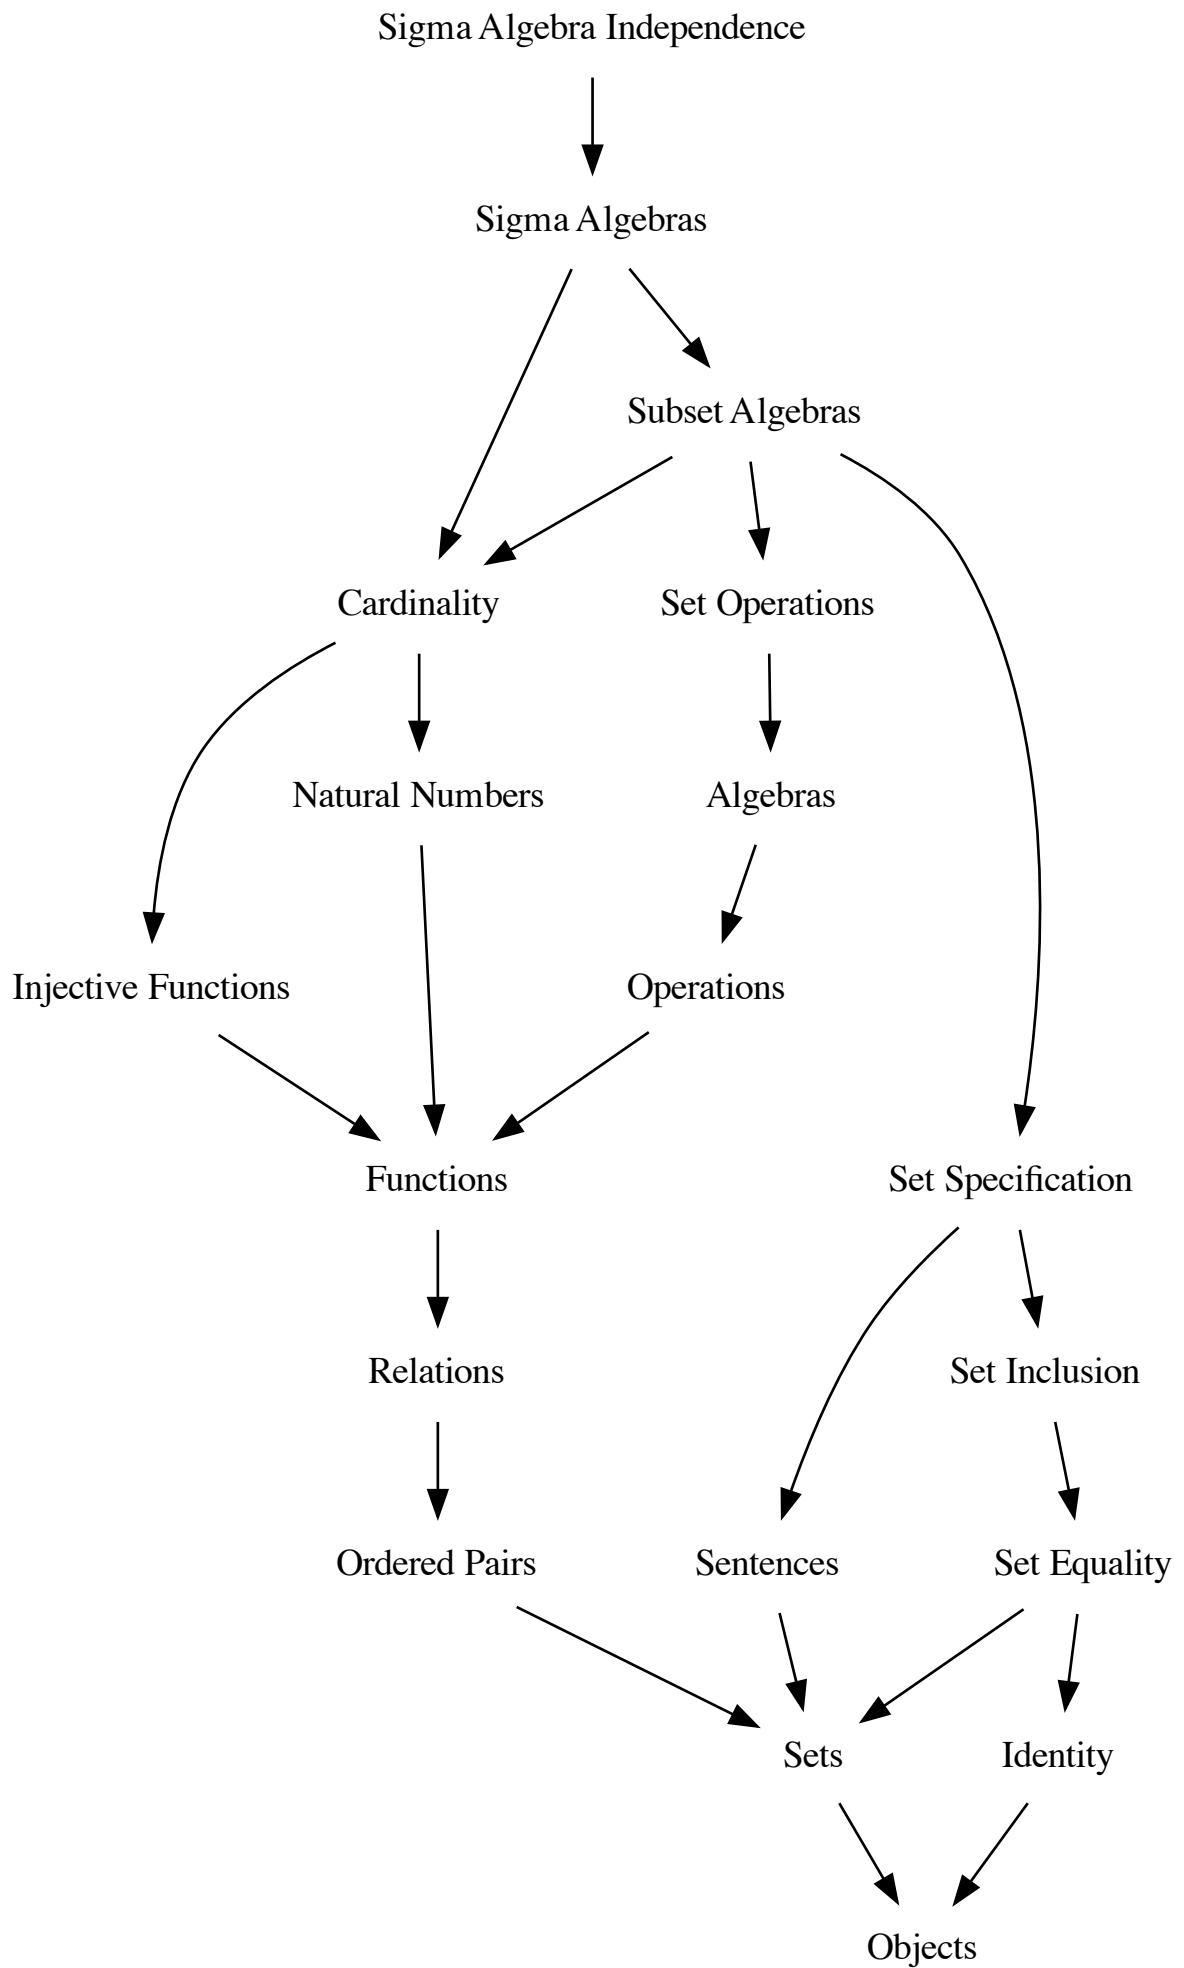 Sigma Algebra Independence
Sigma Algebras
Subset Algebras
Cardinality
Set Operations
Natural Numbers
Algebras
Injective Functions
Operations
Functions
Set Specification
Relations
Set Inclusion
Ordered Pairs
Sentences
Set Equality
Sets
Identity
Objects